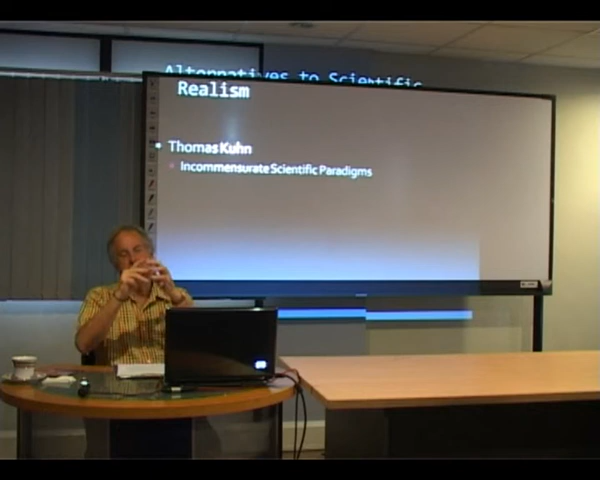 Alternatives to Scientific
Realism
Thomas Kuhn
Incommensurate Scientific Paradigms